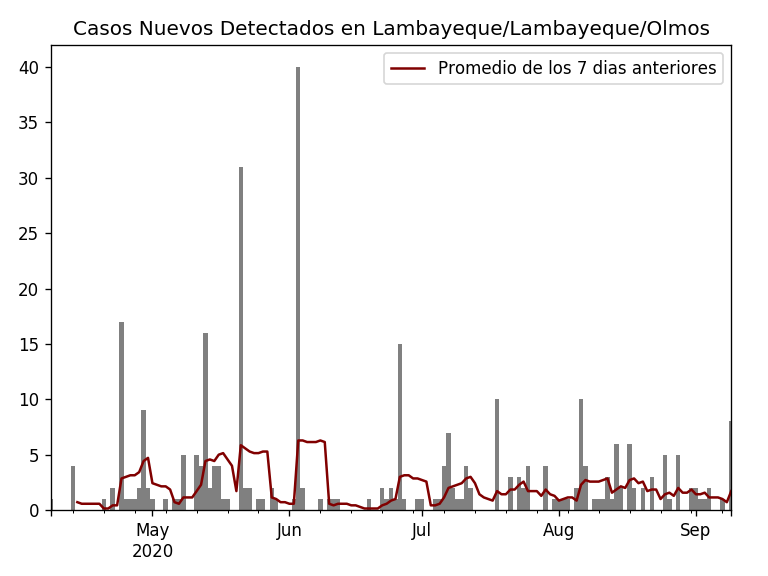 Casos Nuevos Detectados en Lambayeque/Lambayeque/Olmos
Promedio de los 7 dias anteriores
40
35
30
25
20
15
10
5
0
May
2020
Jun
Jul
Aug
Sep